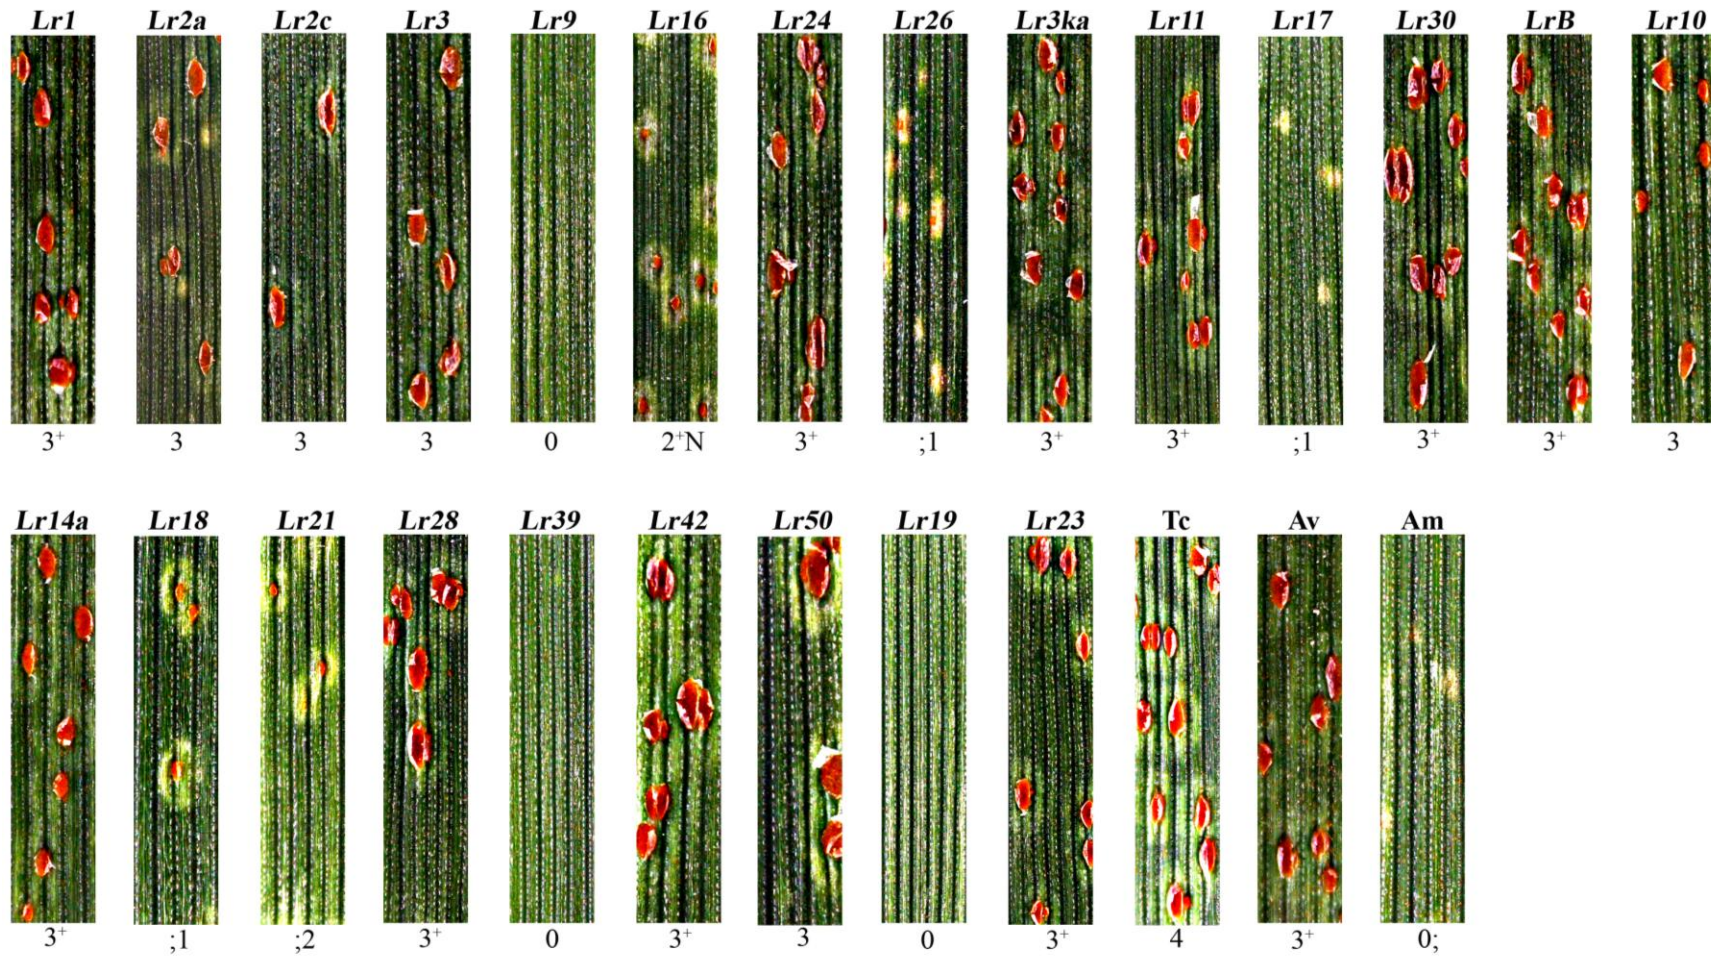 Lr1 Lr2a Lr2c Lr3 Lr9 Lr16 Lr24 Lr26 Lr3ka Lr11 Lr17 Lr30 LrB Lr10
3⁺ 3 3 3 0 2⁺N 3⁺ ;1 3⁺ 3⁺ ;1 3⁺ 3⁺ 3
Lr14a Lr18 Lr21 Lr28 Lr39 Lr42 Lr50 Lr19 Lr23 Tc Av Am
3⁺ ;1 ;2 3⁺ 0 3⁺ 3 0 3⁺ 4 3⁺ 0;